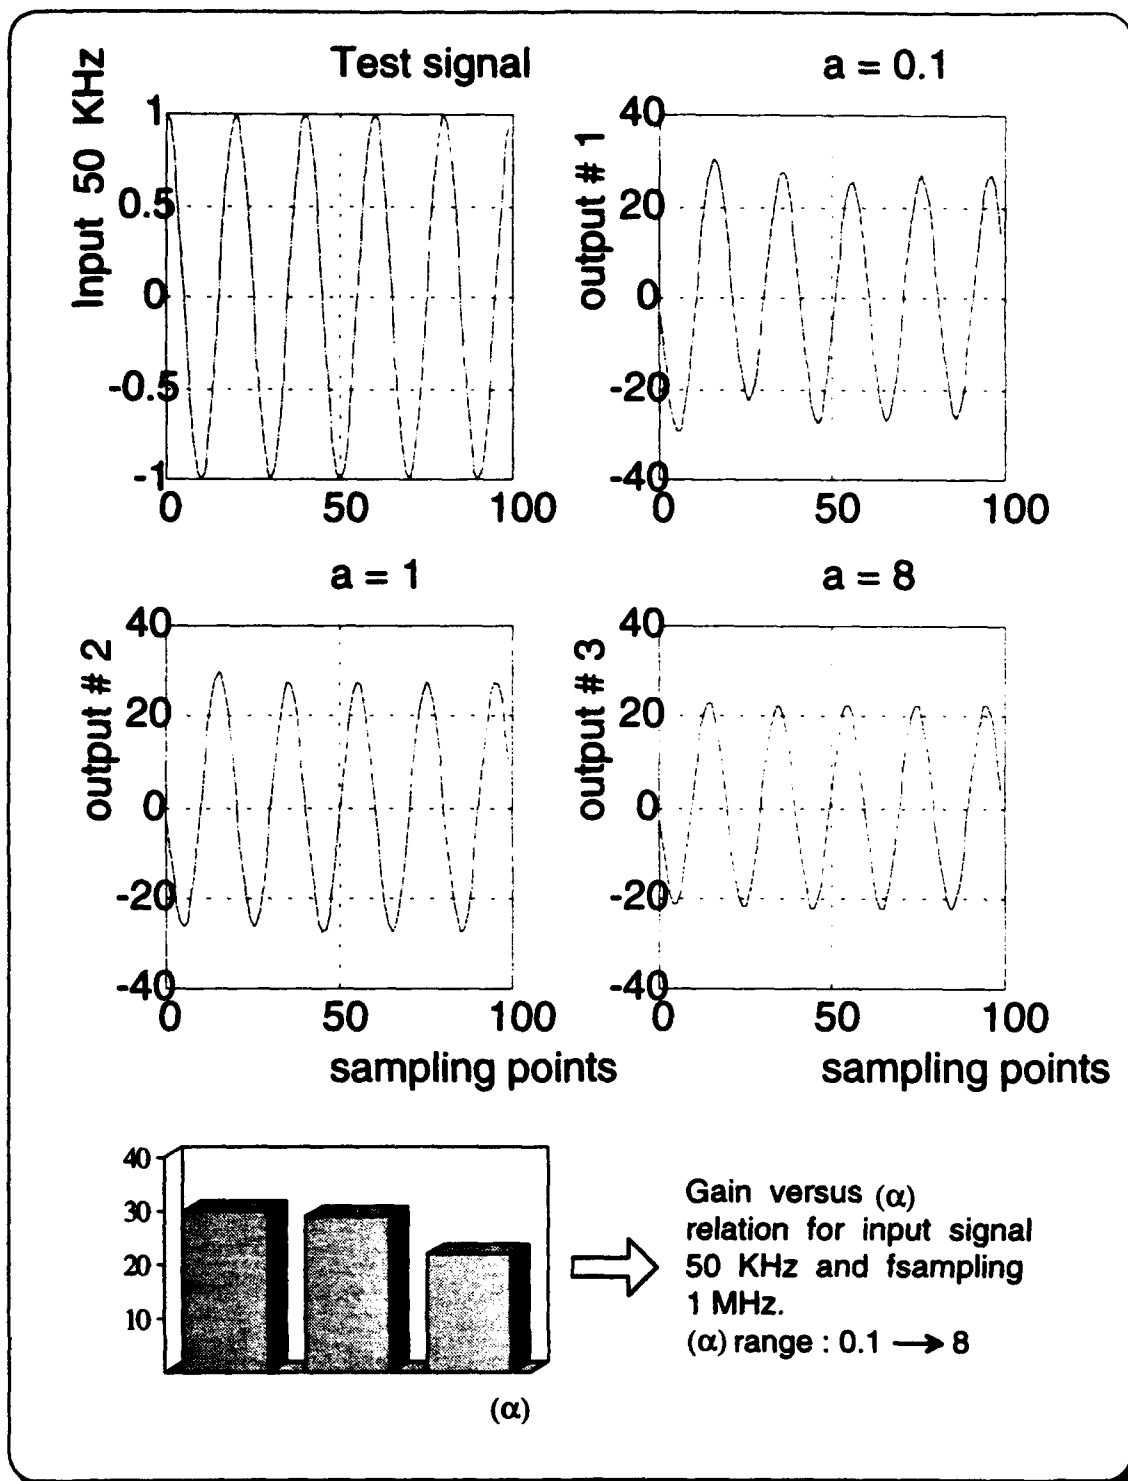 Test signal
a = 0.1
Input 50 KHz
1
0.5
0
-0.5
-1
0
50
100
output # 1
40
20
0
-20
-40
0
50
100
a = 1
a = 8
output # 2
40
20
0
-20
-40
0
50
100
sampling points
output # 3
40
20
0
-20
-40
0
50
100
sampling points
40
30
20
10
(α)
Gain versus (α)
relation for input signal
50 KHz and fsampling
1 MHz.
(α) range : 0.1 → 8